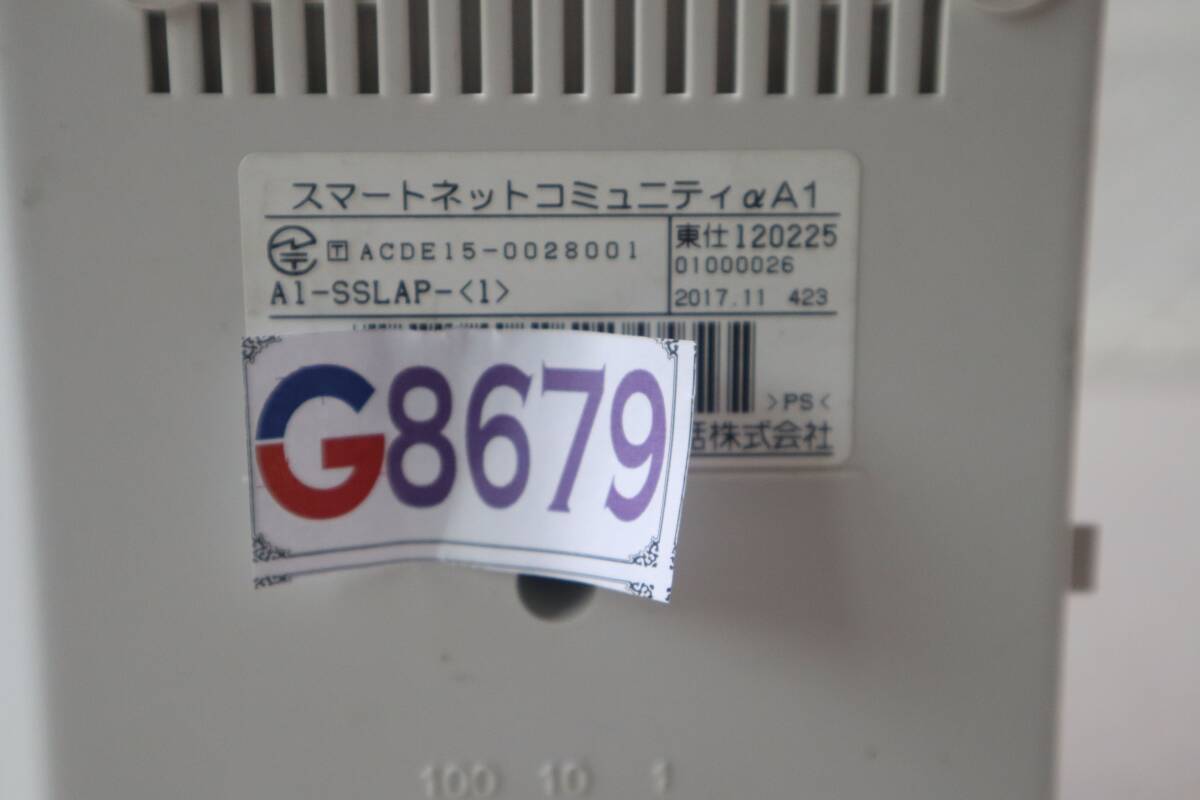 スマートネットコミュニティαA1
T ACDE15-0028001
A1-SSLAP-<1>
東仕120225
01000026
2017.11 423
>PS<
話株式会社
G8679
100 10 1